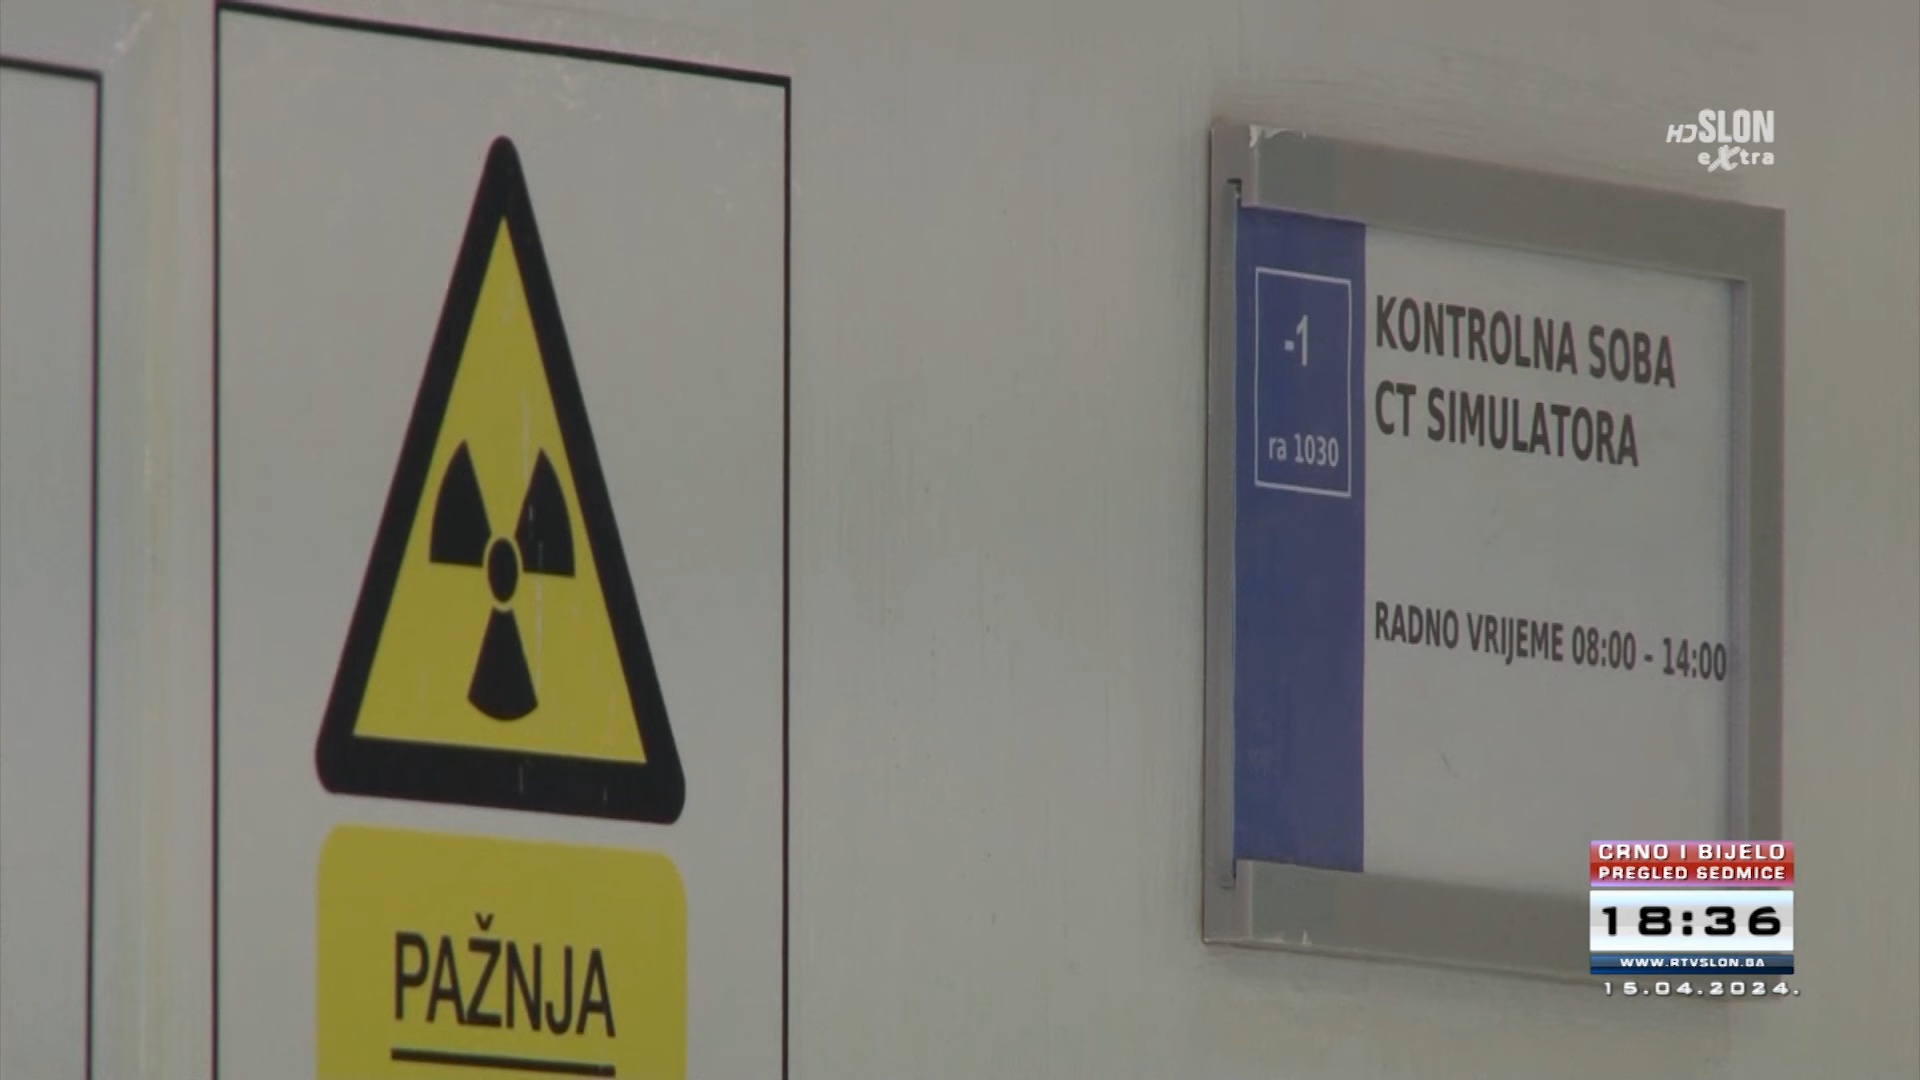 HD SLON
extra
-1
ra 1030
KONTROLNA SOBA
CT SIMULATORA
RADNO VRIJEME 08:00 - 14:00
PAŽNJA
CRNO I BIJELO
PREGLED SEDMICE
18:36
WWW.RTVSLON.BA
15.04.2024.